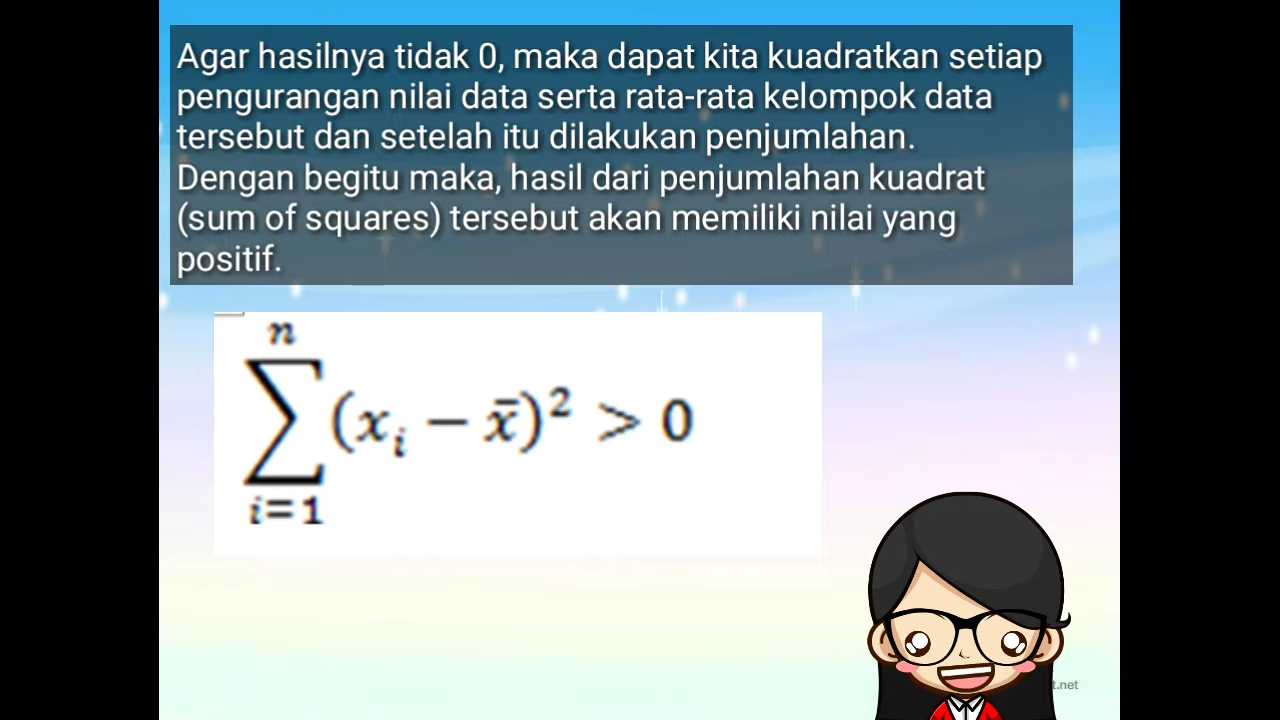 Agar hasilnya tidak 0, maka dapat kita kuadratkan setiap
pengurangan nilai data serta rata-rata kelompok data
tersebut dan setelah itu dilakukan penjumlahan.
Dengan begitu maka, hasil dari penjumlahan kuadrat
(sum of squares) tersebut akan memiliki nilai yang
positif.
n
∑(xᵢ − x̄)² > 0
i=1
t.net